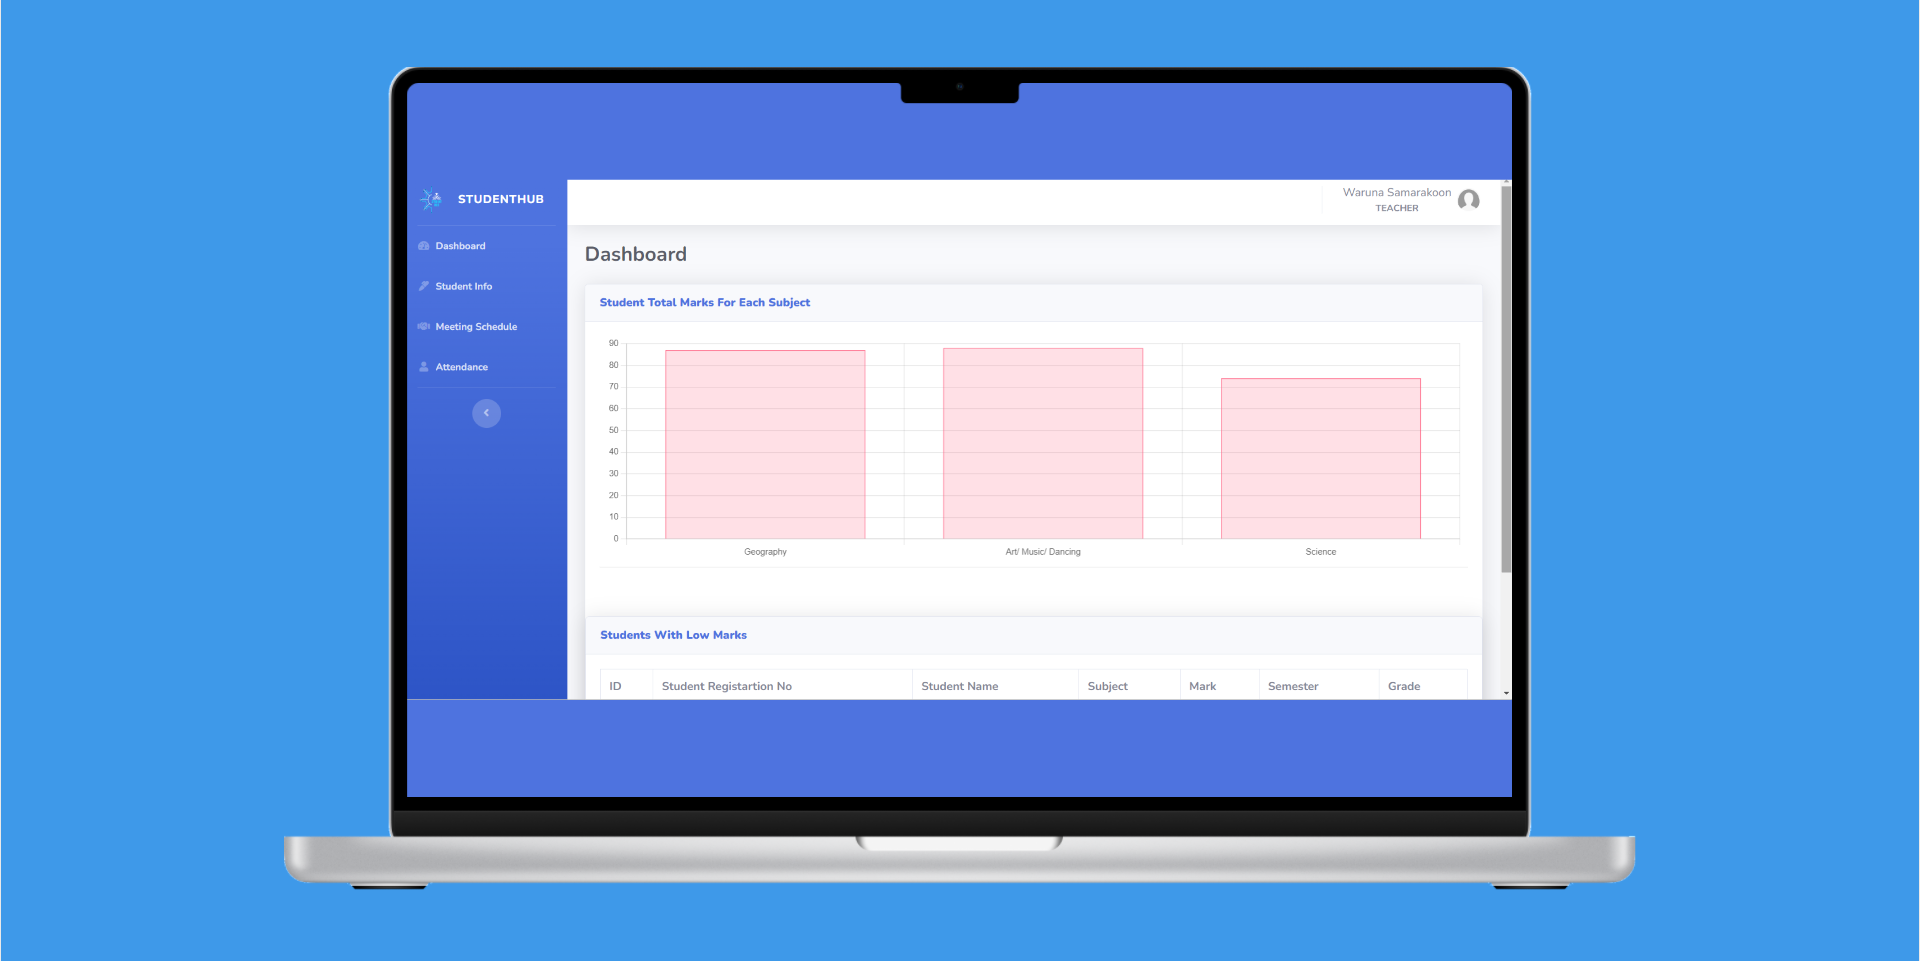 STUDENTHUB
Waruna Samarakoon
TEACHER
Dashboard
Student Info
Meeting Schedule
Attendance
Dashboard
Student Total Marks For Each Subject
90
80
70
60
50
40
30
20
10
0
Geography
Art/ Music/ Dancing
Science
Students With Low Marks
ID Student Registartion No Student Name Subject Mark Semester Grade